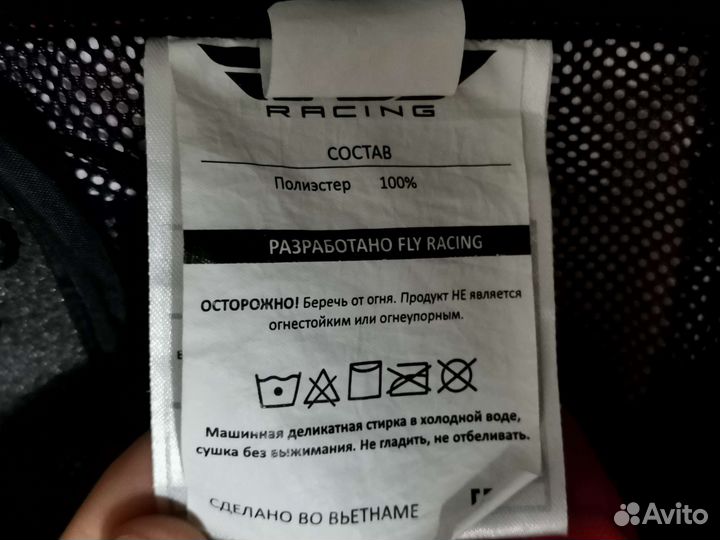 RACING
СОСТАВ
Полиэстер 100%
РАЗРАБОТАНО FLY RACING
ОСТОРОЖНО! Беречь от огня. Продукт НЕ является
огнестойким или огнеупорным.
Машинная деликатная стирка в холодной воде,
сушка без выжимания. Не гладить, не отбеливать.
СДЕЛАНО ВО ВЬЕТНАМЕ
Avito